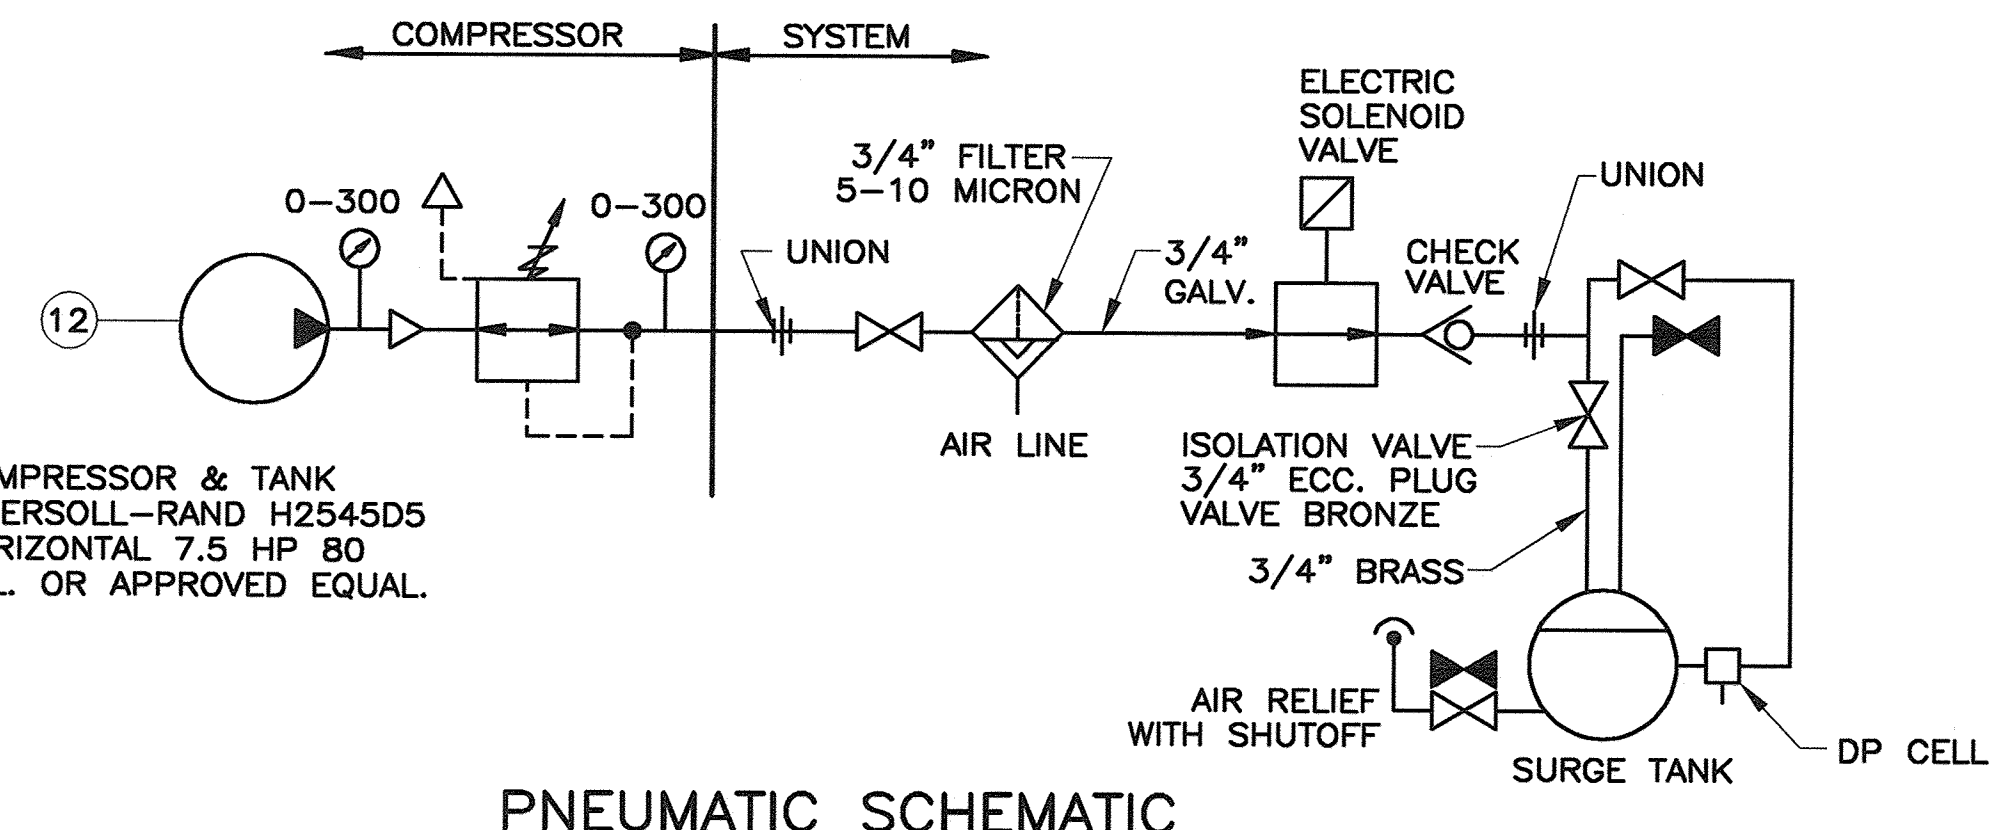 COMPRESSOR
SYSTEM
ELECTRIC
SOLENOID
VALVE
3/4" FILTER
5-10 MICRON
UNION
0-300
0-300
UNION
3/4"
GALV.
CHECK
VALVE
12
AIR LINE
ISOLATION VALVE
3/4" ECC. PLUG
VALVE BRONZE
MPRESSOR & TANK
ERSOLL-RAND H2545D5
RIZONTAL 7.5 HP 80
L. OR APPROVED EQUAL.
3/4" BRASS
AIR RELIEF
WITH SHUTOFF
DP CELL
SURGE TANK
PNEUMATIC SCHEMATIC